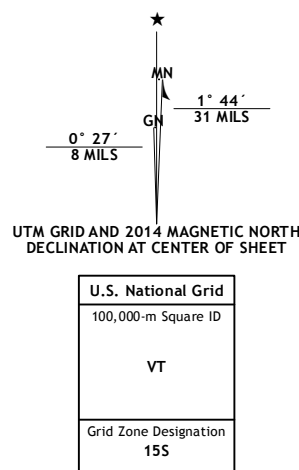 ★
MN
1° 44´
GN
31 MILS
0° 27´
8 MILS
UTM GRID AND 2014 MAGNETIC NORTH
DECLINATION AT CENTER OF SHEET
U.S. National Grid
100,000-m Square ID
VT
Grid Zone Designation
15S